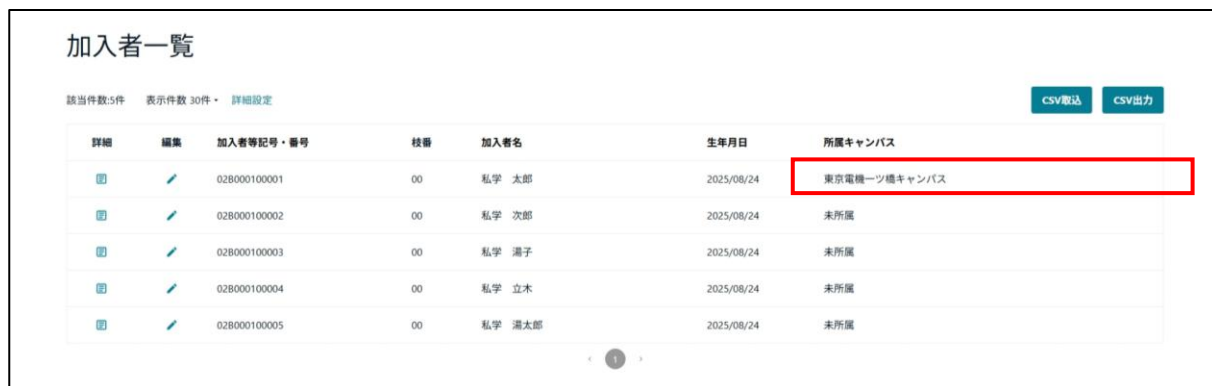 加入者一覧
該当件数:5件 表示件数 30件 詳細設定 CSV取込 CSV出力
詳細 編集 加入者等記号・番号 枝番 加入者名 生年月日 所属キャンパス
02B000100001 00 私学 太郎 2025/08/24 東京電機一ツ橋キャンパス
02B000100002 00 私学 次郎 2025/08/24 未所属
02B000100003 00 私学 湯子 2025/08/24 未所属
02B000100004 00 私学 立木 2025/08/24 未所属
02B000100005 00 私学 湯太郎 2025/08/24 未所属
‹ 1 ›